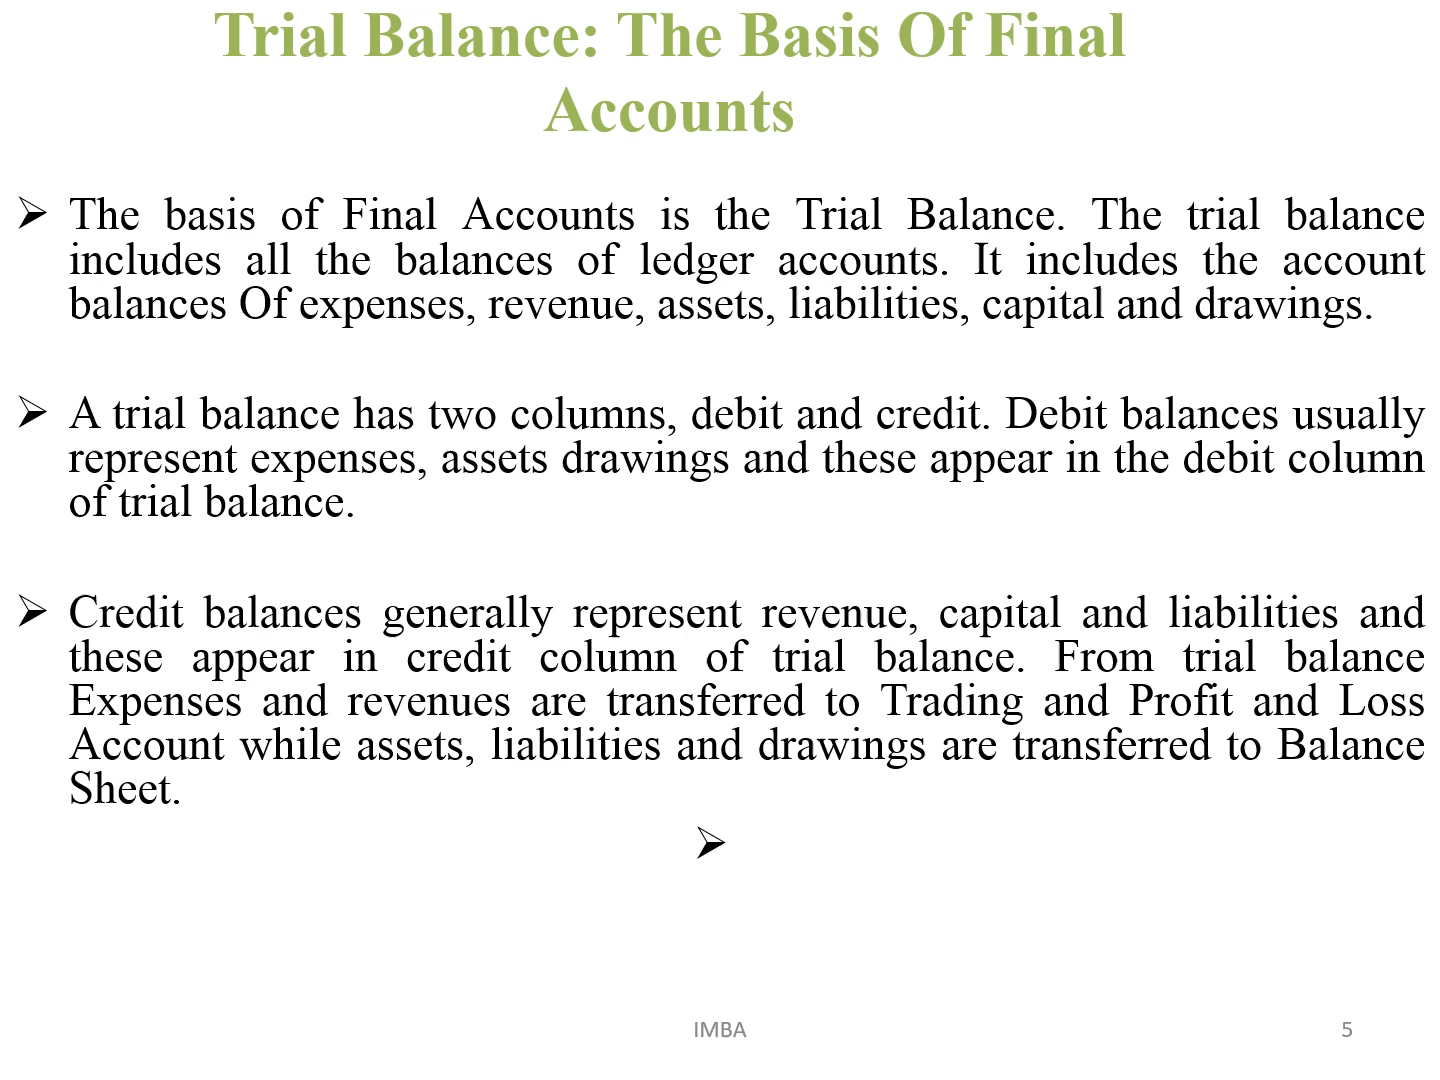 Trial Balance: The Basis Of Final
Accounts
➢ The basis of Final Accounts is the Trial Balance. The trial balance
includes all the balances of ledger accounts. It includes the account
balances Of expenses, revenue, assets, liabilities, capital and drawings.
➢ A trial balance has two columns, debit and credit. Debit balances usually
represent expenses, assets drawings and these appear in the debit column
of trial balance.
➢ Credit balances generally represent revenue, capital and liabilities and
these appear in credit column of trial balance. From trial balance
Expenses and revenues are transferred to Trading and Profit and Loss
Account while assets, liabilities and drawings are transferred to Balance
Sheet.
➢
IMBA
5